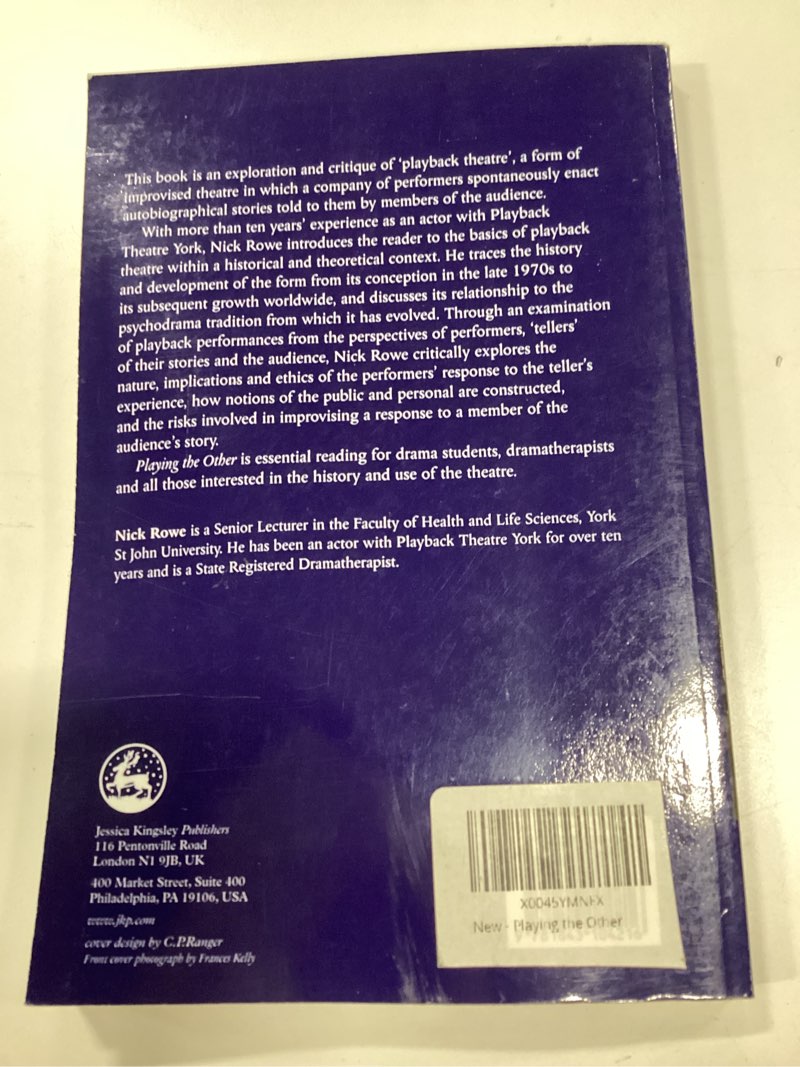 This book is an exploration and critique of ‘playback theatre’, a form of
improvised theatre in which a company of performers spontaneously enact
autobiographical stories told to them by members of the audience.
With more than ten years’ experience as an actor with Playback
Theatre York, Nick Rowe introduces the reader to the basics of playback
theatre within a historical and theoretical context. He traces the history
and development of the form from its conception in the late 1970s to
its subsequent growth worldwide, and discusses its relationship to the
psychodrama tradition from which it has evolved. Through an examination
of playback performances from the perspectives of performers, ‘tellers’
of their stories and the audience, Nick Rowe critically explores the
nature, implications and ethics of the performers’ response to the teller’s
experience, how notions of the public and personal are constructed,
and the risks involved in improvising a response to a member of the
audience’s story.
Playing the Other is essential reading for drama students, dramatherapists
and all those interested in the history and use of the theatre.
Nick Rowe is a Senior Lecturer in the Faculty of Health and Life Sciences, York
St John University. He has been an actor with Playback Theatre York for over ten
years and is a State Registered Dramatherapist.
Jessica Kingsley Publishers
116 Pentonville Road
London N1 9JB, UK
400 Market Street, Suite 400
Philadelphia, PA 19106, USA
www.jkp.com
cover design by C.P.Ranger
Front cover photograph by Frances Kelly
X0045YMNFX
New - Playing the Other